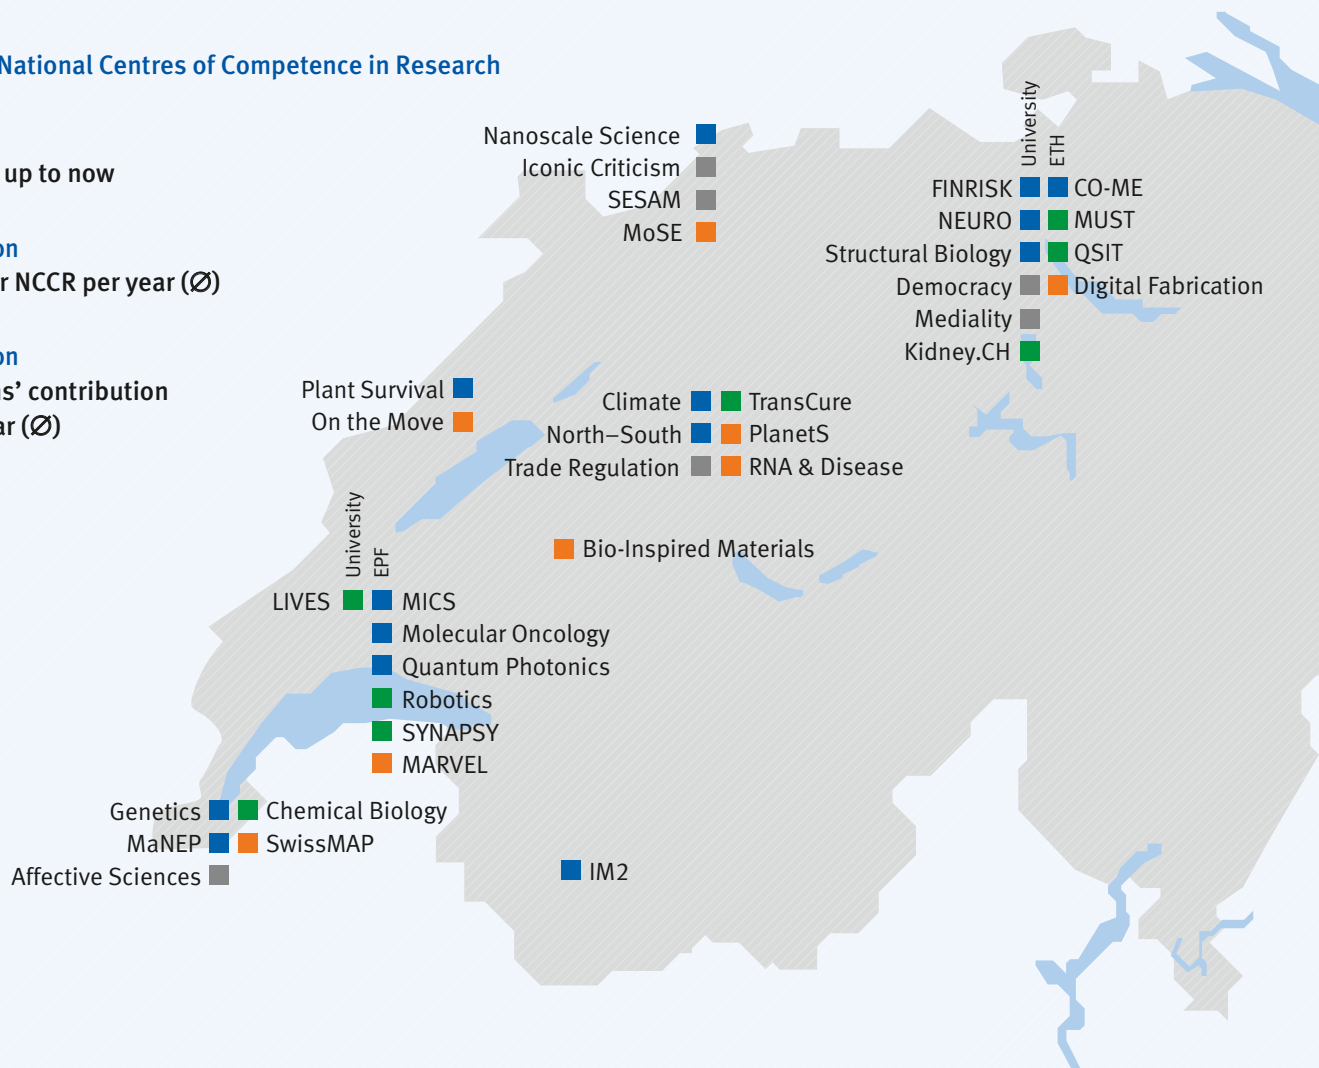 National Centres of Competence in Research
up to now
on
r NCCR per year (Ø)
on
ns' contribution
ar (Ø)
Nanoscale Science
Iconic Criticism
SESAM
MoSE
University
ETH
FINRISK CO-ME
NEURO MUST
Structural Biology QSIT
Democracy Digital Fabrication
Mediality
Kidney.CH
Plant Survival
On the Move
Climate TransCure
North–South PlanetS
Trade Regulation RNA & Disease
Bio-Inspired Materials
University
EPF
LIVES MICS
Molecular Oncology
Quantum Photonics
Robotics
SYNAPSY
MARVEL
Genetics Chemical Biology
MaNEP SwissMAP
Affective Sciences
IM2